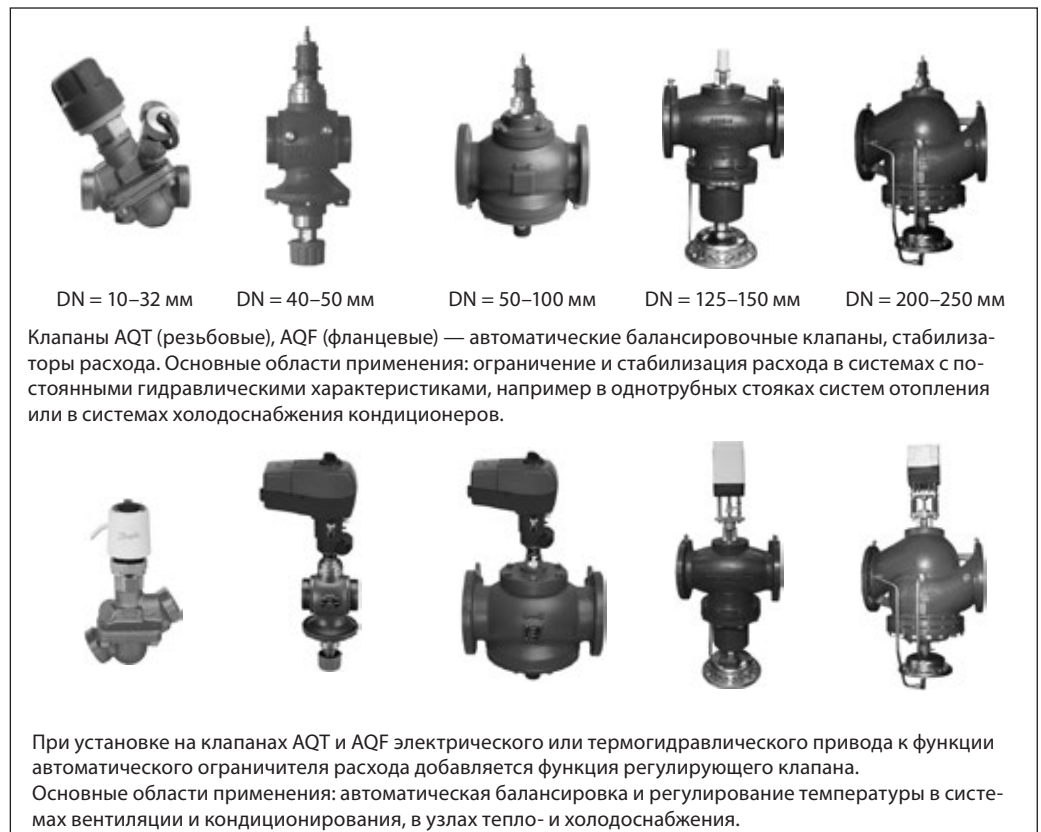 DN = 10–32 мм DN = 40–50 мм DN = 50–100 мм DN = 125–150 мм DN = 200–250 мм
Клапаны AQT (резьбовые), AQF (фланцевые) — автоматические балансировочные клапаны, стабилиза-
торы расхода. Основные области применения: ограничение и стабилизация расхода в системах с по-
стоянными гидравлическими характеристиками, например в однотрубных стояках систем отопления
или в системах холодоснабжения кондиционеров.
При установке на клапанах AQT и AQF электрического или термогидравлического привода к функции
автоматического ограничителя расхода добавляется функция регулирующего клапана.
Основные области применения: автоматическая балансировка и регулирование температуры в систе-
мах вентиляции и кондиционирования, в узлах тепло- и холодоснабжения.